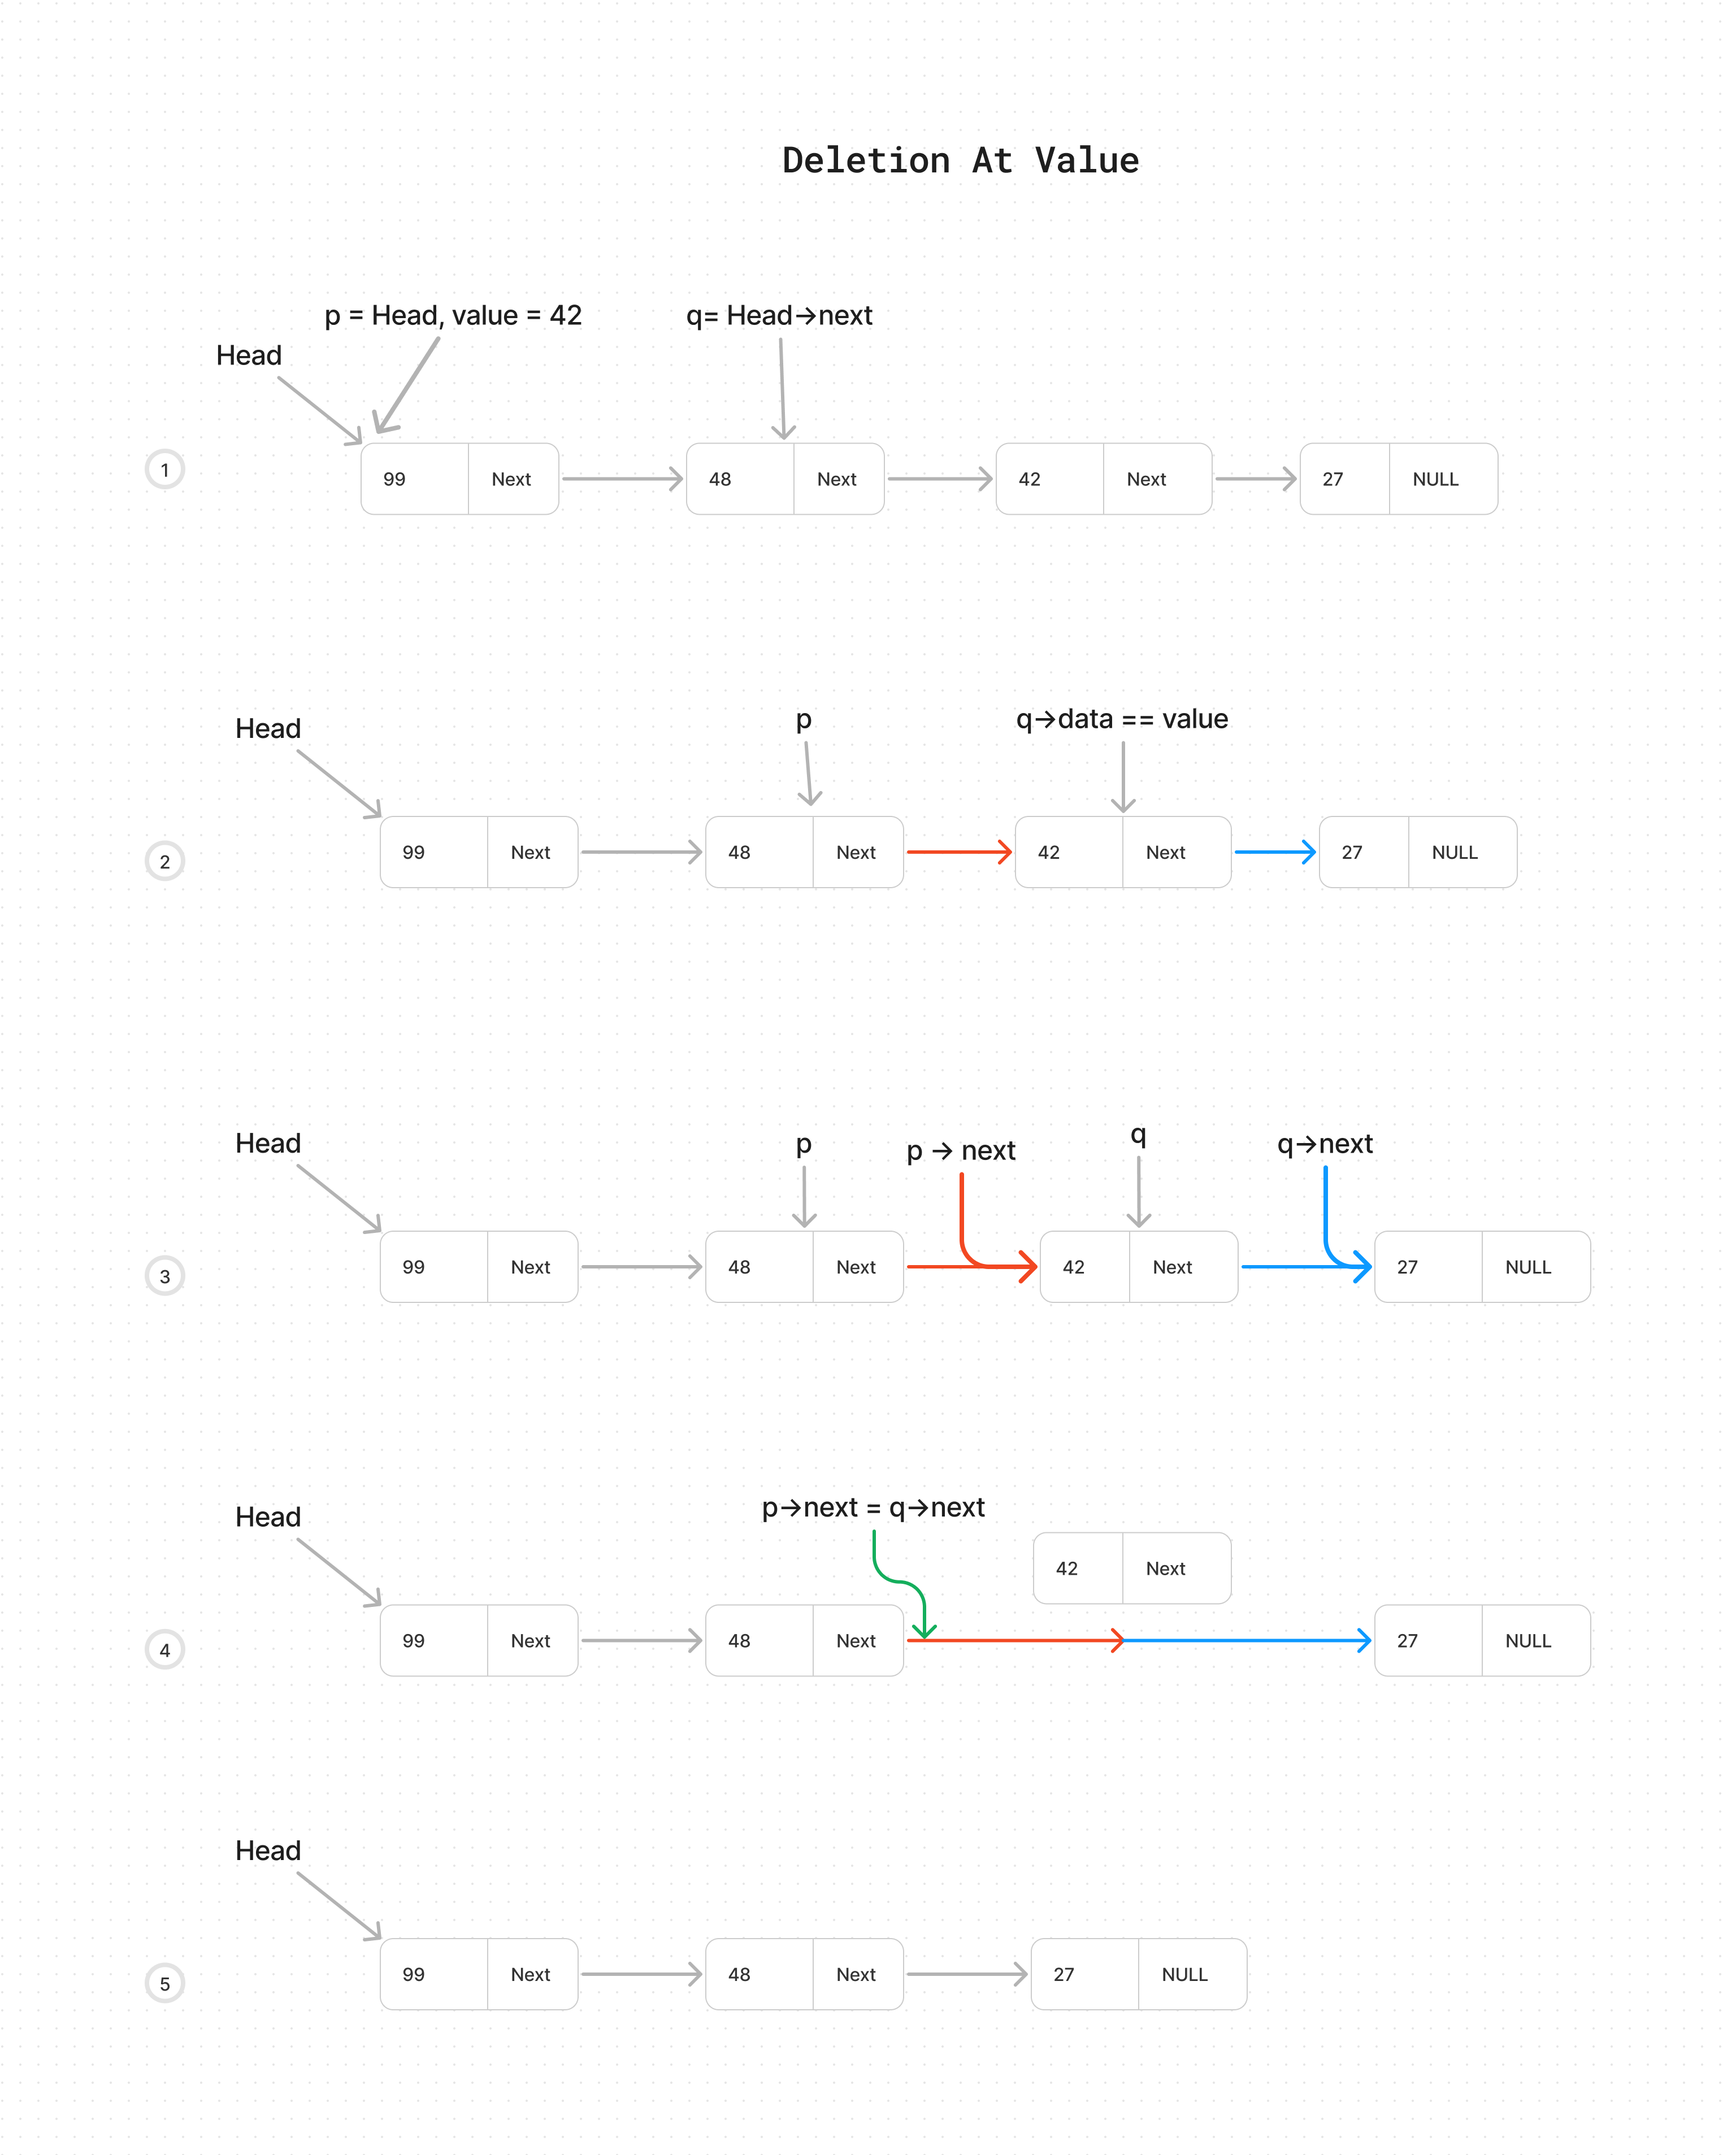 Deletion At Value
p = Head, value = 42
q= Head→next
Head
1
99 Next
48 Next
42 Next
27 NULL
Head
p
q→data == value
2
99 Next
48 Next
42 Next
27 NULL
Head
p
p → next
q
q→next
3
99 Next
48 Next
42 Next
27 NULL
Head
p→next = q→next
42 Next
4
99 Next
48 Next
27 NULL
Head
5
99 Next
48 Next
27 NULL